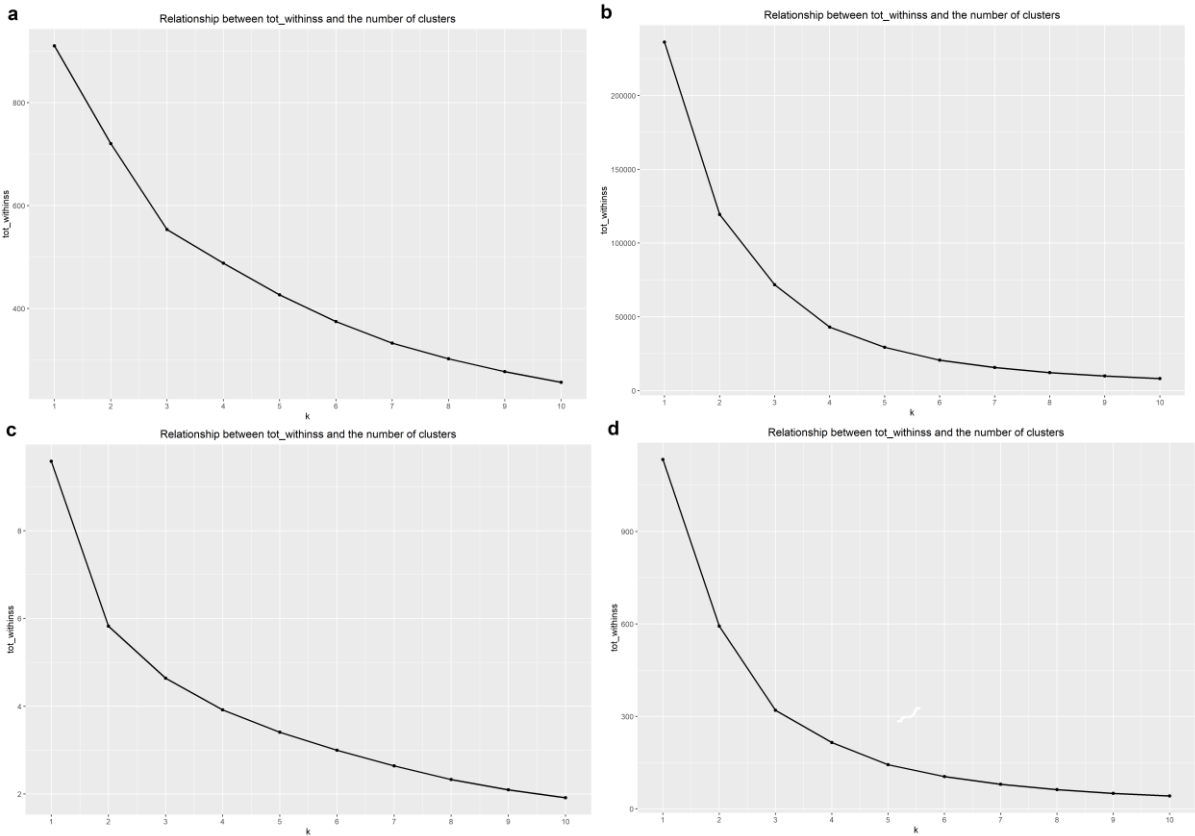 a
Relationship between tot_withinss and the number of clusters
800
600
400
tot_withinss
1 2 3 4 5 6 7 8 9 10
k
b
Relationship between tot_withinss and the number of clusters
200000
150000
100000
50000
0
tot_withinss
1 2 3 4 5 6 7 8 9 10
k
c
Relationship between tot_withinss and the number of clusters
8
6
4
2
tot_withinss
1 2 3 4 5 6 7 8 9 10
k
d
Relationship between tot_withinss and the number of clusters
900
600
300
0
tot_withinss
1 2 3 4 5 6 7 8 9 10
k